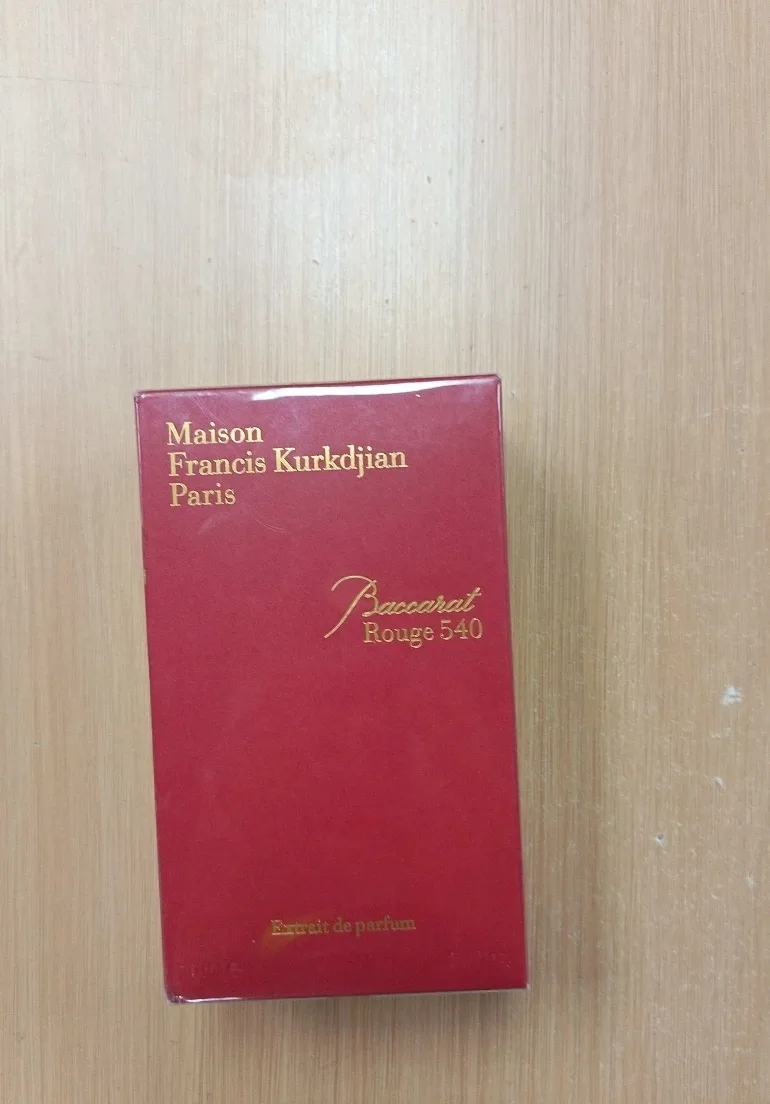 Maison
Francis Kurkdjian
Paris
Baccarat
Rouge 540
Extrait de parfum